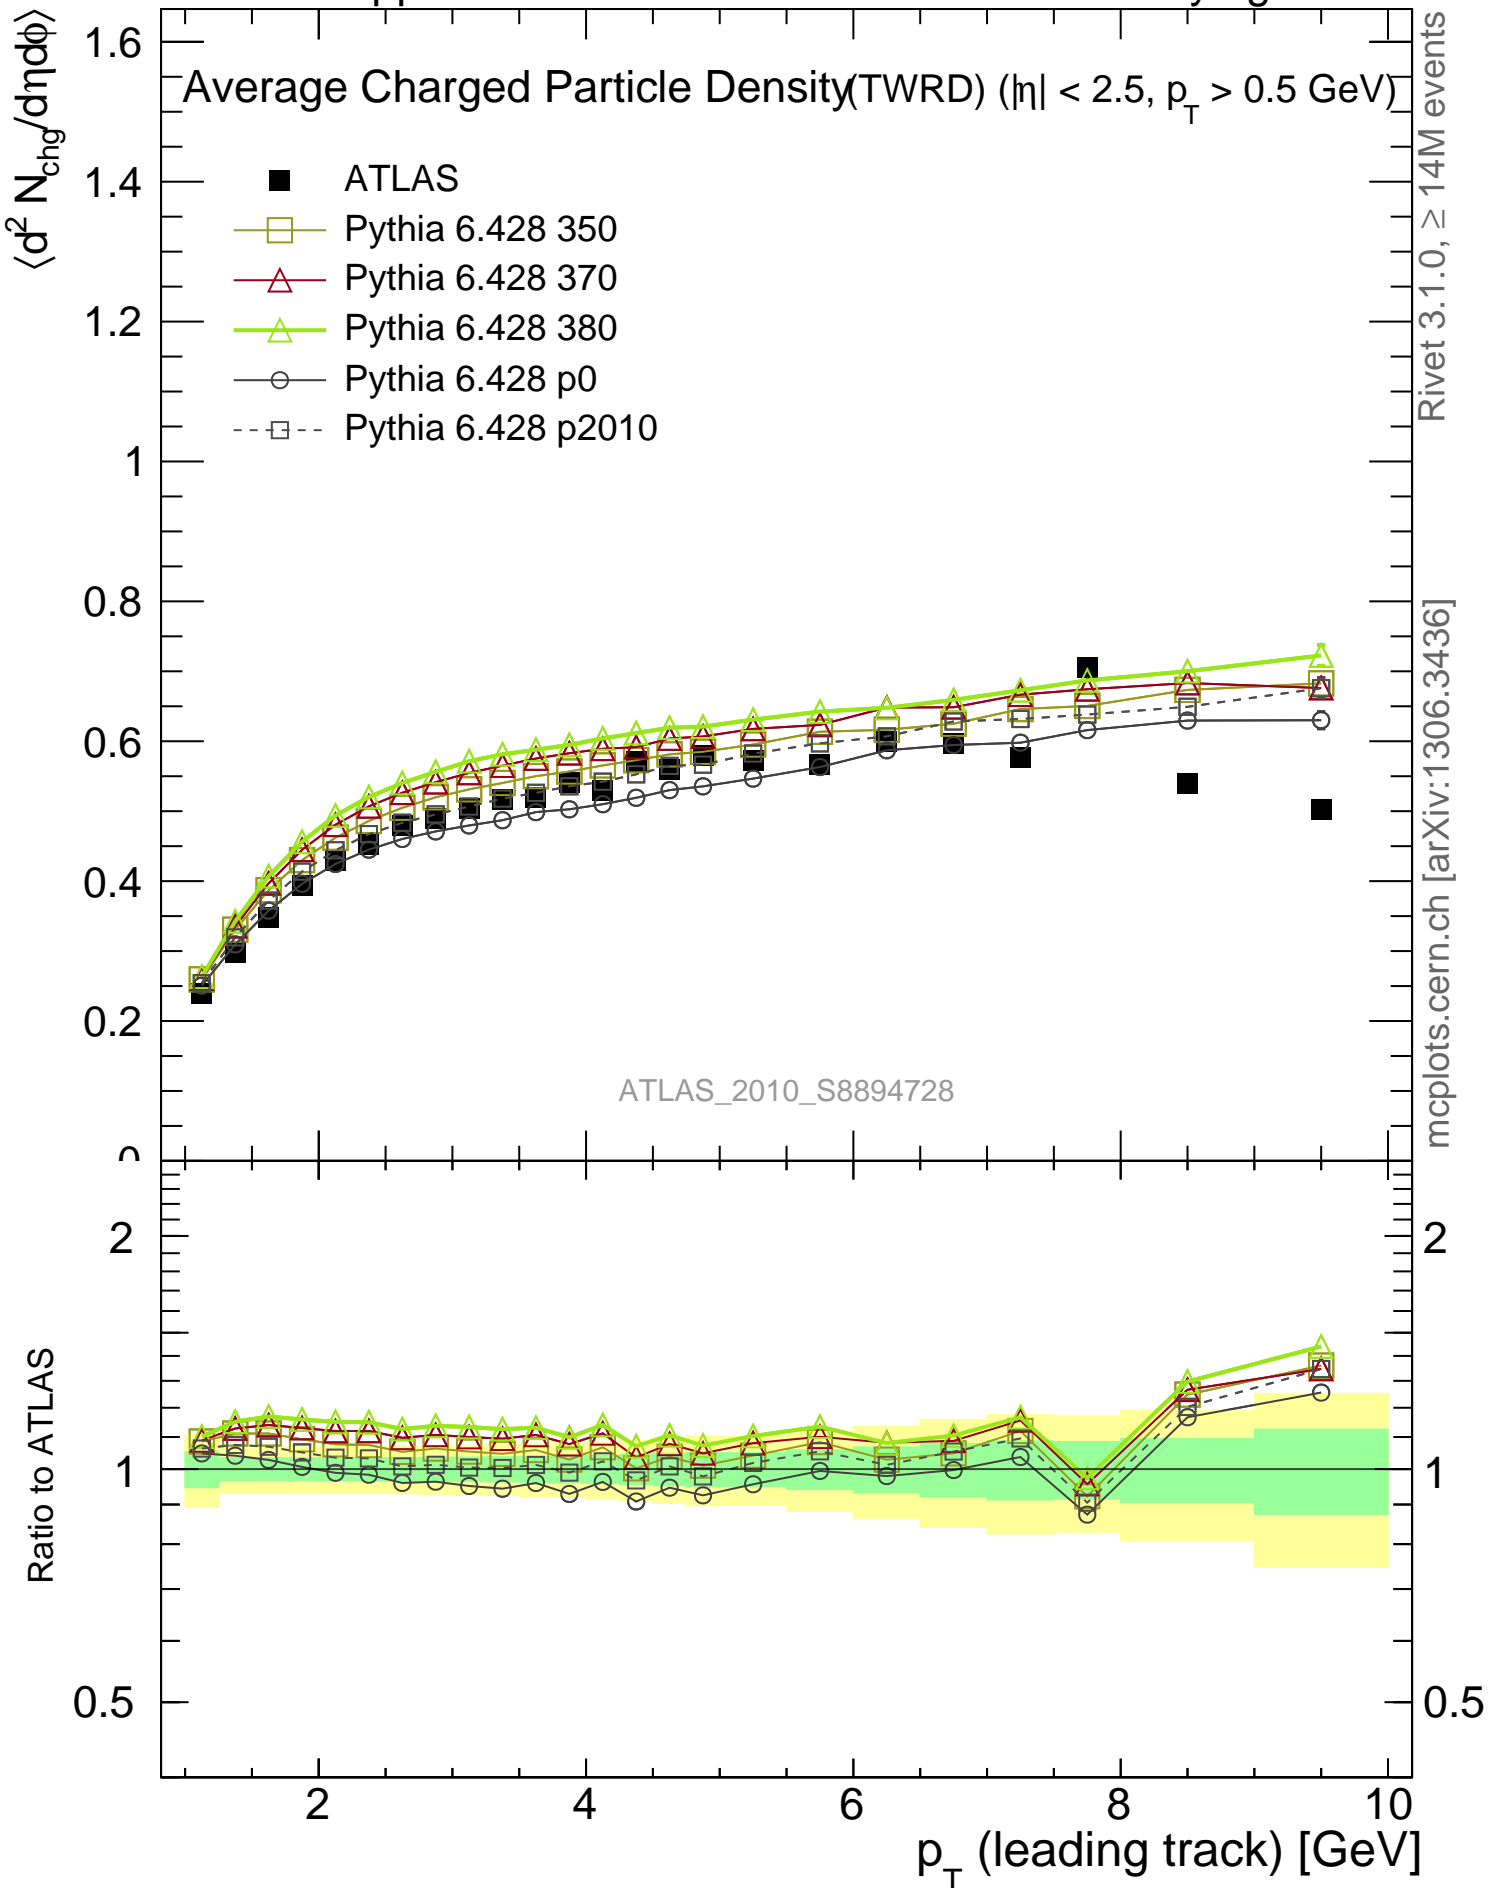 Average Charged Particle Density (TWRD) (|η| < 2.5, p_T > 0.5 GeV)
⟨d² N_chg/dηdϕ⟩
ATLAS
Pythia 6.428 350
Pythia 6.428 370
Pythia 6.428 380
Pythia 6.428 p0
Pythia 6.428 p2010
1.6
1.4
1.2
1
0.8
0.6
0.4
0.2
0
ATLAS_2010_S8894728
Rivet 3.1.0, ≥ 14M events
mcplots.cern.ch [arXiv:1306.3436]
Ratio to ATLAS
2
1
0.5
2
1
0.5
2
4
6
8
10
p_T (leading track) [GeV]